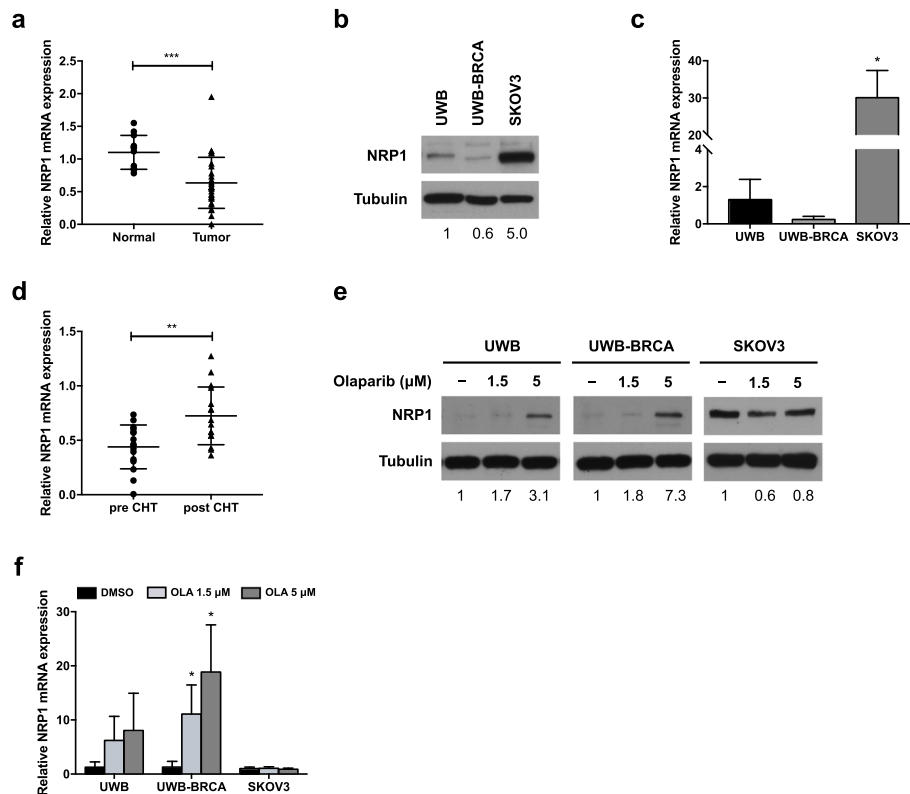 a
Relative NRP1 mRNA expression
2.5
2.0
1.5
1.0
0.5
0.0
***
Normal Tumor
b
UWB UWB-BRCA SKOV3
NRP1
Tubulin
1 0.6 5.0
c
Relative NRP1 mRNA expression
40
30
20
4
2
0
*
UWB UWB-BRCA SKOV3
d
Relative NRP1 mRNA expression
1.5
1.0
0.5
0.0
**
pre CHT post CHT
e
UWB UWB-BRCA SKOV3
Olaparib (μM) – 1.5 5 – 1.5 5 – 1.5 5
NRP1
Tubulin
1 1.7 3.1 1 1.8 7.3 1 0.6 0.8
f
DMSO OLA 1.5 μM OLA 5 μM
Relative NRP1 mRNA expression
30
20
10
0
*
*
UWB UWB-BRCA SKOV3